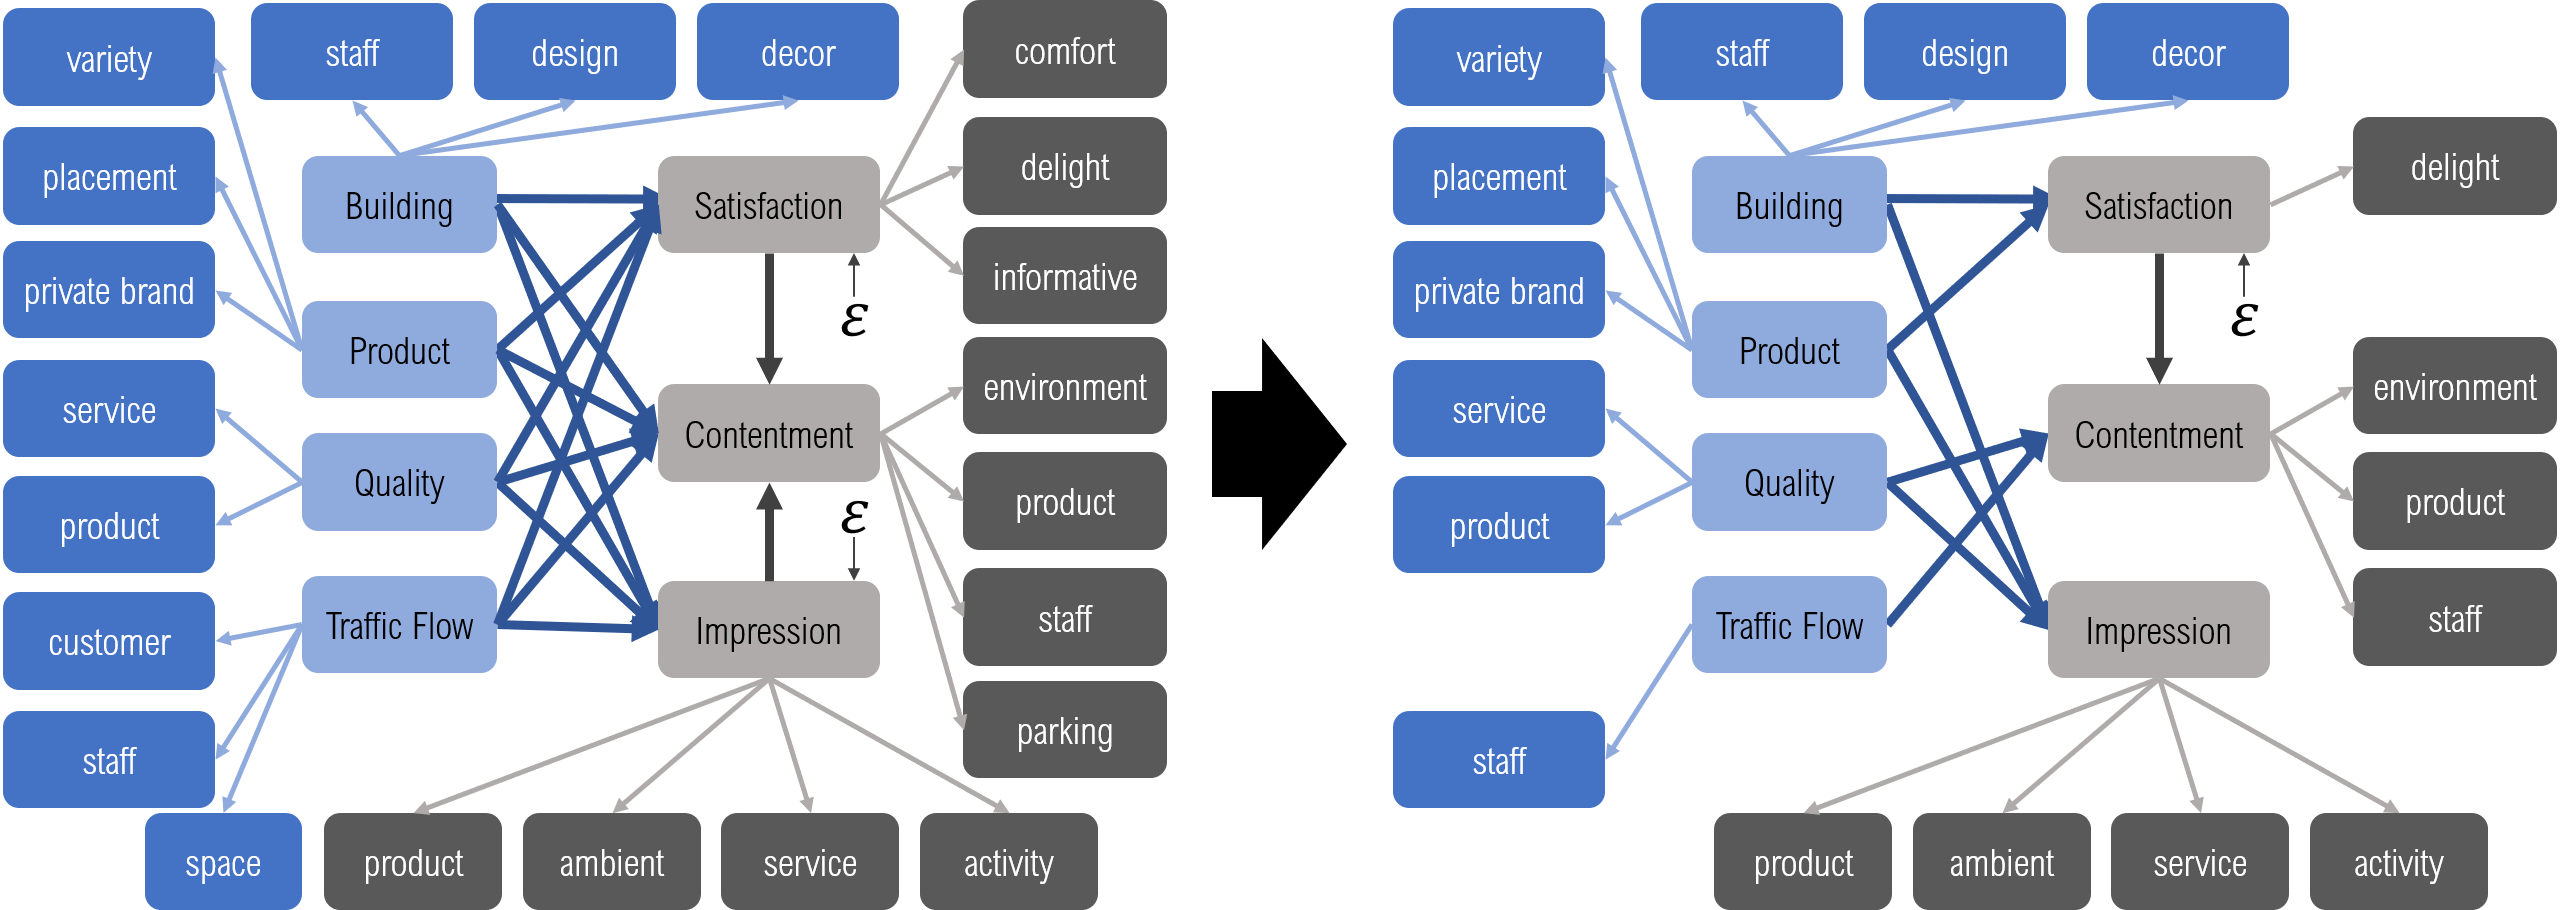 variety
staff
design
decor
comfort
placement
Building
Satisfaction
delight
private brand
informative
ε
Product
environment
service
Contentment
Quality
product
product
ε
customer
Traffic Flow
Impression
staff
staff
parking
space
product
ambient
service
activity
variety
staff
design
decor
placement
Building
Satisfaction
delight
private brand
ε
Product
environment
service
Contentment
Quality
product
product
Traffic Flow
Impression
staff
staff
product
ambient
service
activity